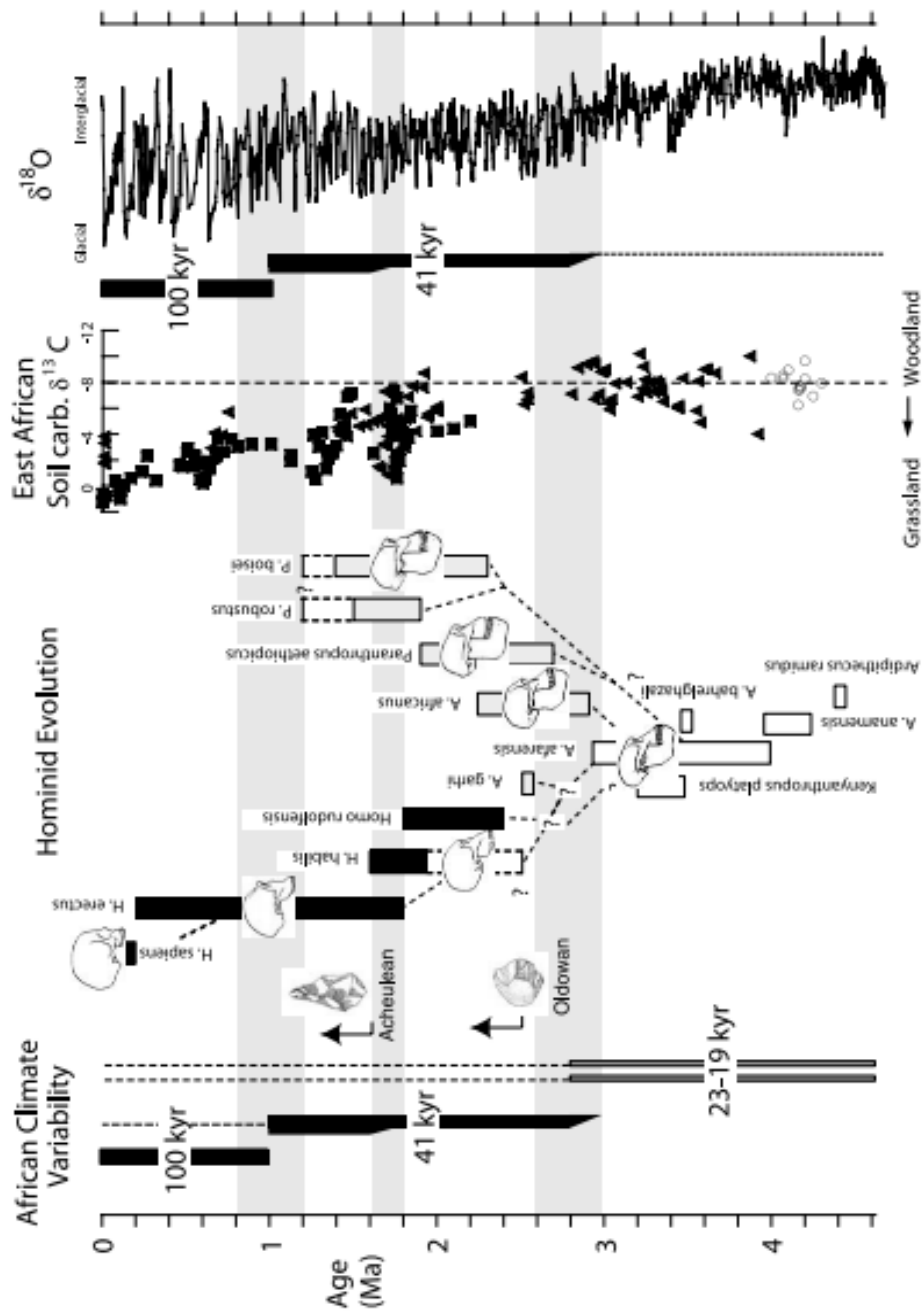 African Climate
Variability
Hominid Evolution
East African
Soil carb. δ13 C
δ18O
Glacial
Interglacial
0
-4
-8
-12
100 kyr
41 kyr
23-19 kyr
Acheulean
Oldowan
H. sapiens
H. erectus
H. habilis
Homo rudolfensis
A. garhi
A. afarensis
A. africanus
Paranthropus aethiopicus
P. robustus
P. boisei
?
?
?
?
?
Kenyanthropus platyops
A. bahrelghazali
A. anamensis
Ardipithecus ramidus
100 kyr
41 kyr
Grassland
Woodland
Age
(Ma)
0
1
2
3
4